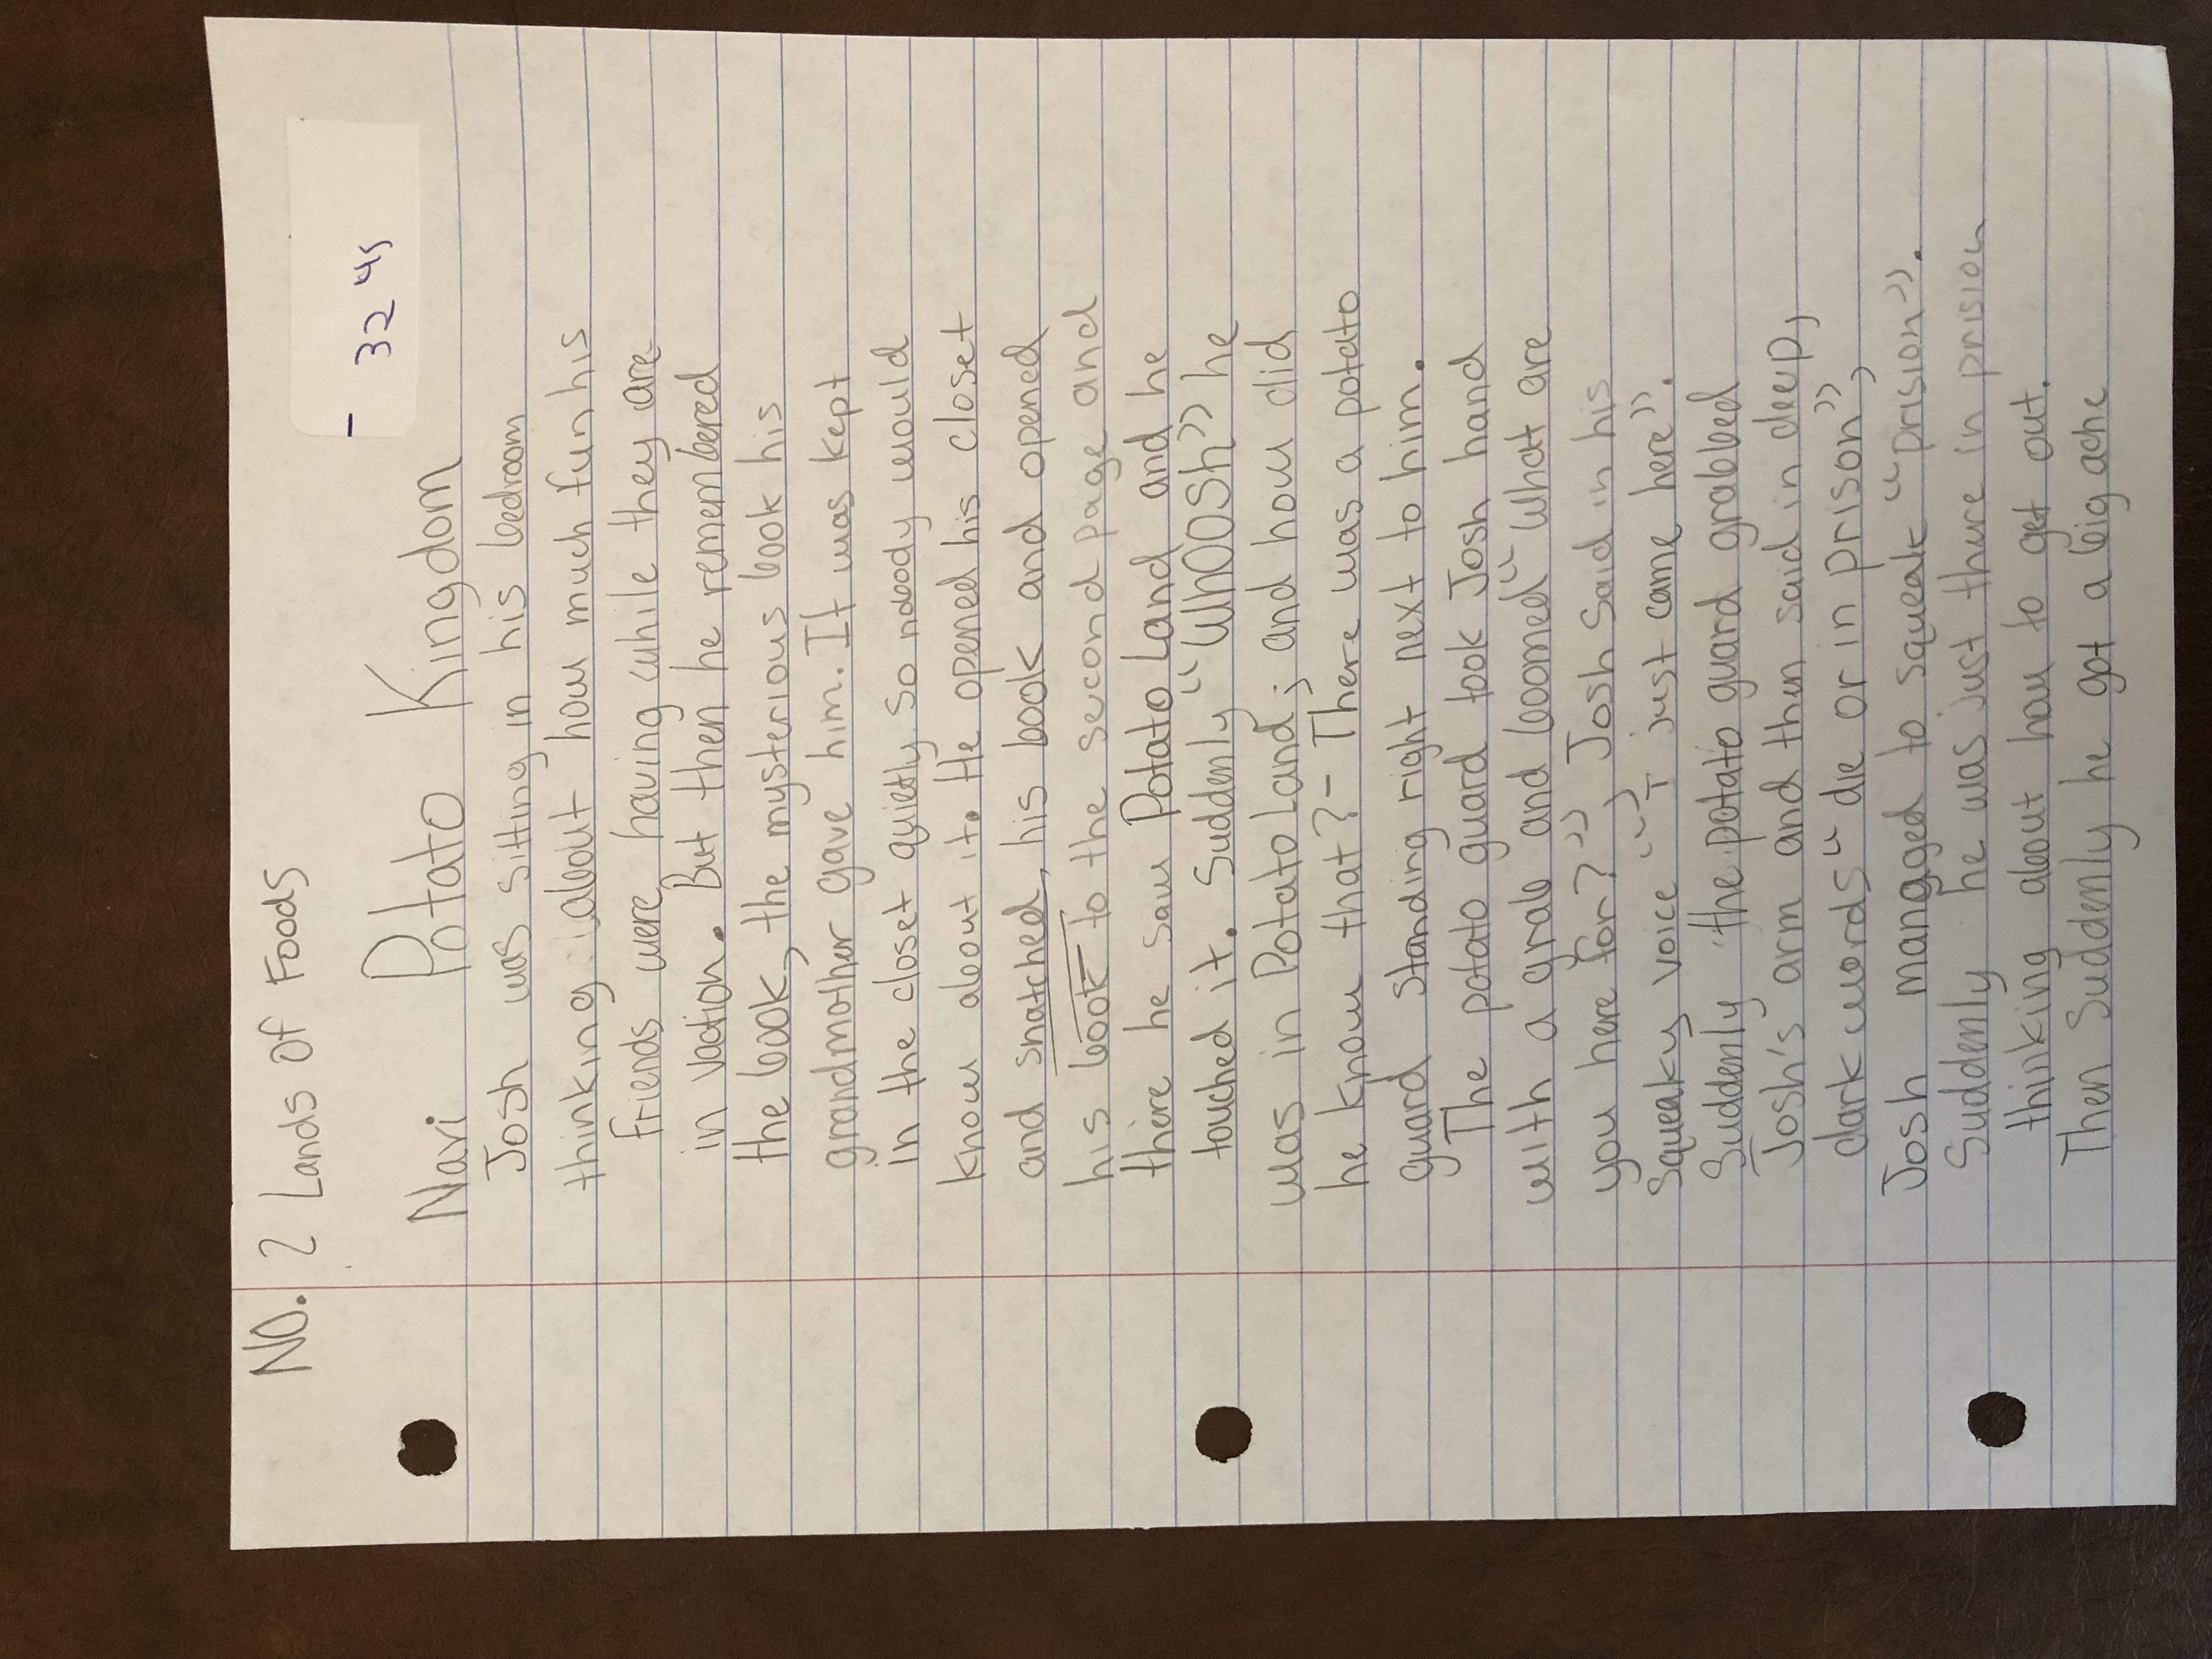 NO. 2 Lands Of Foods
- 32 45
Navi Potato Kingdom
Josh was sitting in his bedroom
thinking about how much fun his
friends were having while they are
in vaction. But then he remembered
the book, the mysterious book his
grandmother gave him. It was kept
in the closet quietly so nobody would
know about it. He opened his closet
and snatched his book and opened
his book to the second page and
there he saw Potato Land and he
touched it. Suddenly “WhOOSh” he
was in Potato Land; and how did
he know that?- There was a potato
guard standing right next to him.
The potato guard took Josh hand
with a grab and boomed “What are
you here for?”, Josh Said in his
squeaky voice “I just came here”.
Suddenly the potato guard grabbed
Josh's arm and then said in deep,
dark words “die or in prison”,
Josh managed to squeak “prision”.
Suddenly he was just there in prision
thinking about how to get out.
Then Suddenly he got a big ache